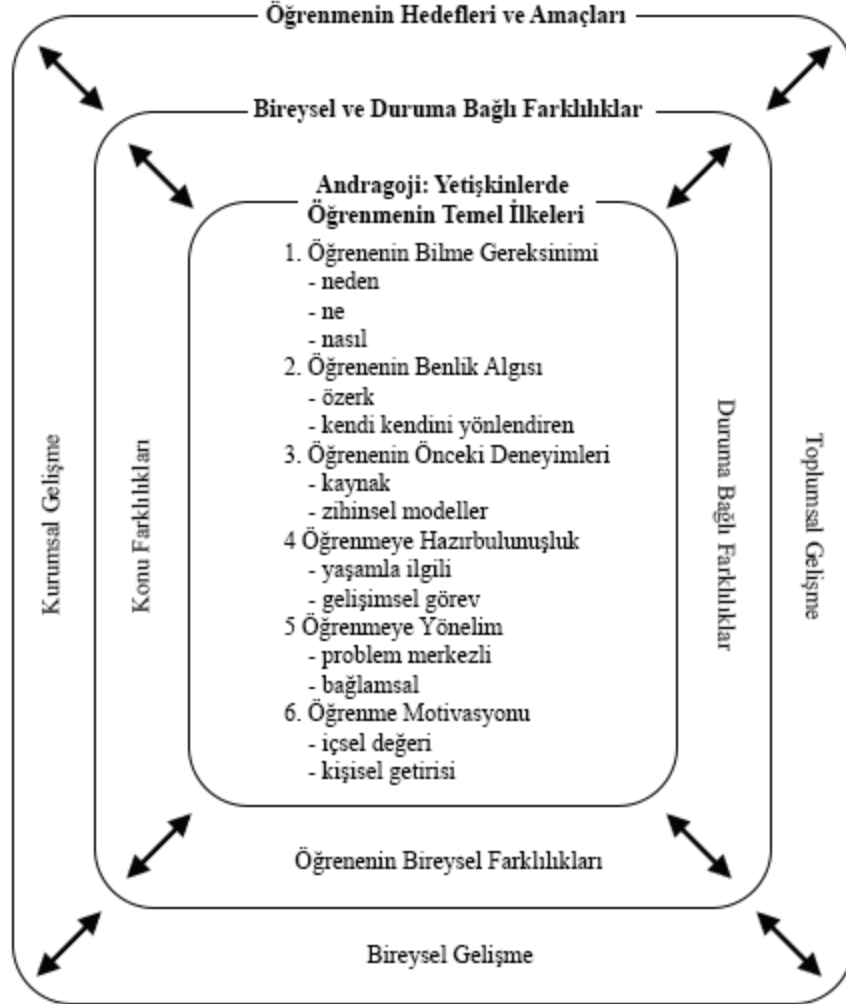 Öğrenmenin Hedefleri ve Amaçları
Bireysel ve Duruma Bağlı Farklılıklar
Andragoji: Yetişkinlerde
Öğrenmenin Temel İlkeleri
1. Öğrenenin Bilme Gereksinimi
- neden
- ne
- nasıl
2. Öğrenenin Benlik Algısı
- özerk
- kendi kendini yönlendiren
3. Öğrenenin Önceki Deneyimleri
- kaynak
- zihinsel modeller
4 Öğrenmeye Hazırbulunuşluk
- yaşamla ilgili
- gelişimsel görev
5 Öğrenmeye Yönelim
- problem merkezli
- bağlamsal
6. Öğrenme Motivasyonu
- içsel değeri
- kişisel getirisi
Kurumsal Gelişme
Konu Farklılıkları
Duruma Bağlı Farklılıklar
Toplumsal Gelişme
Öğrenenin Bireysel Farklılıkları
Bireysel Gelişme